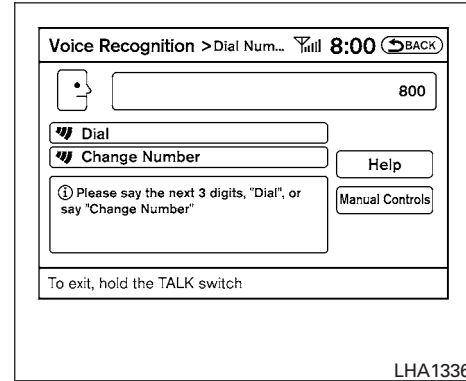 Voice Recognition >Dial Num... 8:00 BACK
800
Dial
Change Number
Help
Manual Controls
i Please say the next 3 digits, "Dial", or
say "Change Number"
To exit, hold the TALK switch
LHA1336